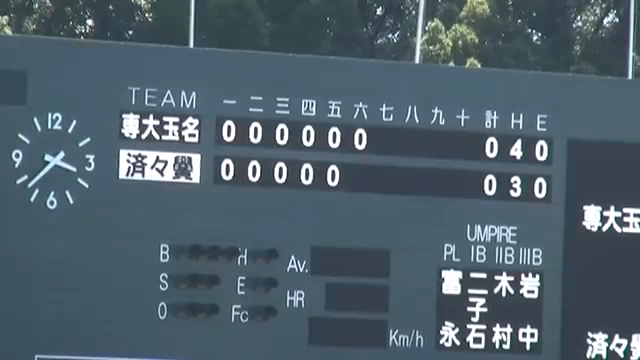 TEAM 一 二 三 四 五 六 七 八 九 十 計 H E
専大玉名 0 0 0 0 0 0 0 4 0
済々黌 0 0 0 0 0 0 3 0
12
3
6
9
UMPIRE
PL IB IIB IIIB
富永 二子石 木村 岩中
B H Av.
S E HR
O Fc Km/h
専大玉
済々